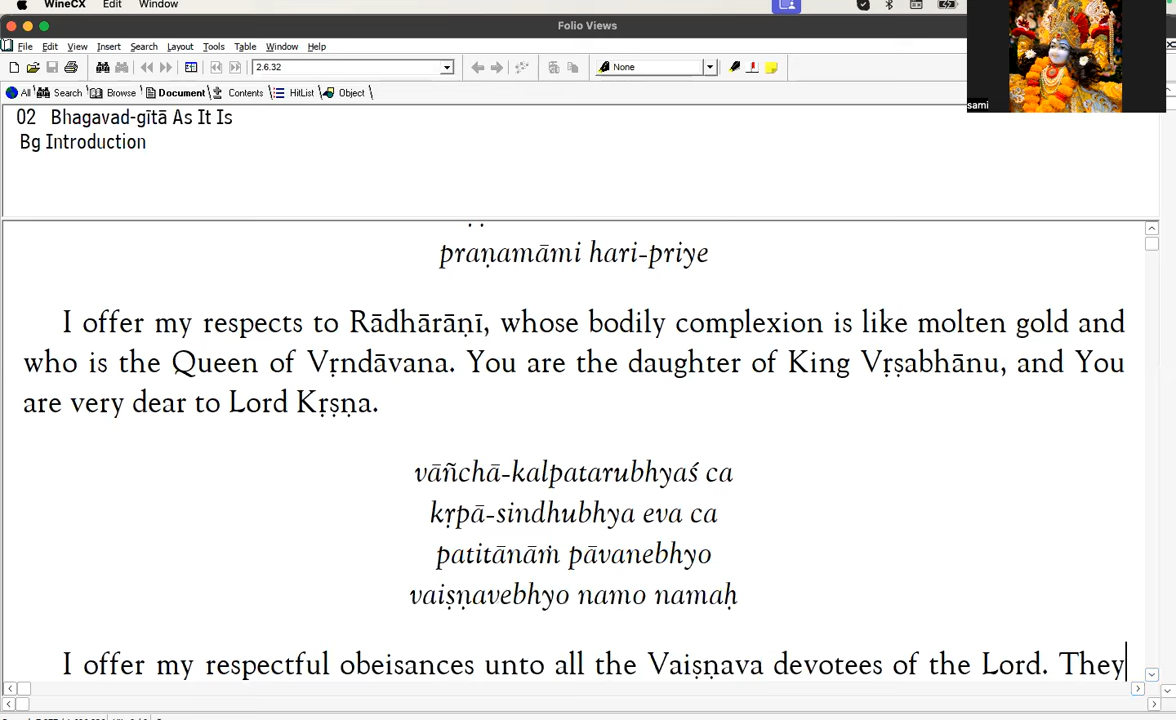 WineCX Edit Window
Folio Views
File Edit View Insert Search Layout Tools Table Window Help
2.6.32 None
All Search Browse Document Contents HitList Object
sami
02 Bhagavad-gītā As It Is
Bg Introduction
praṇamāmi hari-priye
I offer my respects to Rādhārāṇī, whose bodily complexion is like molten gold and
who is the Queen of Vṛndāvana. You are the daughter of King Vṛṣabhānu, and You
are very dear to Lord Kṛṣṇa.
vāñchā-kalpatarubhyaś ca
kṛpā-sindhubhya eva ca
patitānāṁ pāvanebhyo
vaiṣṇavebhyo namo namaḥ
I offer my respectful obeisances unto all the Vaiṣṇava devotees of the Lord. They